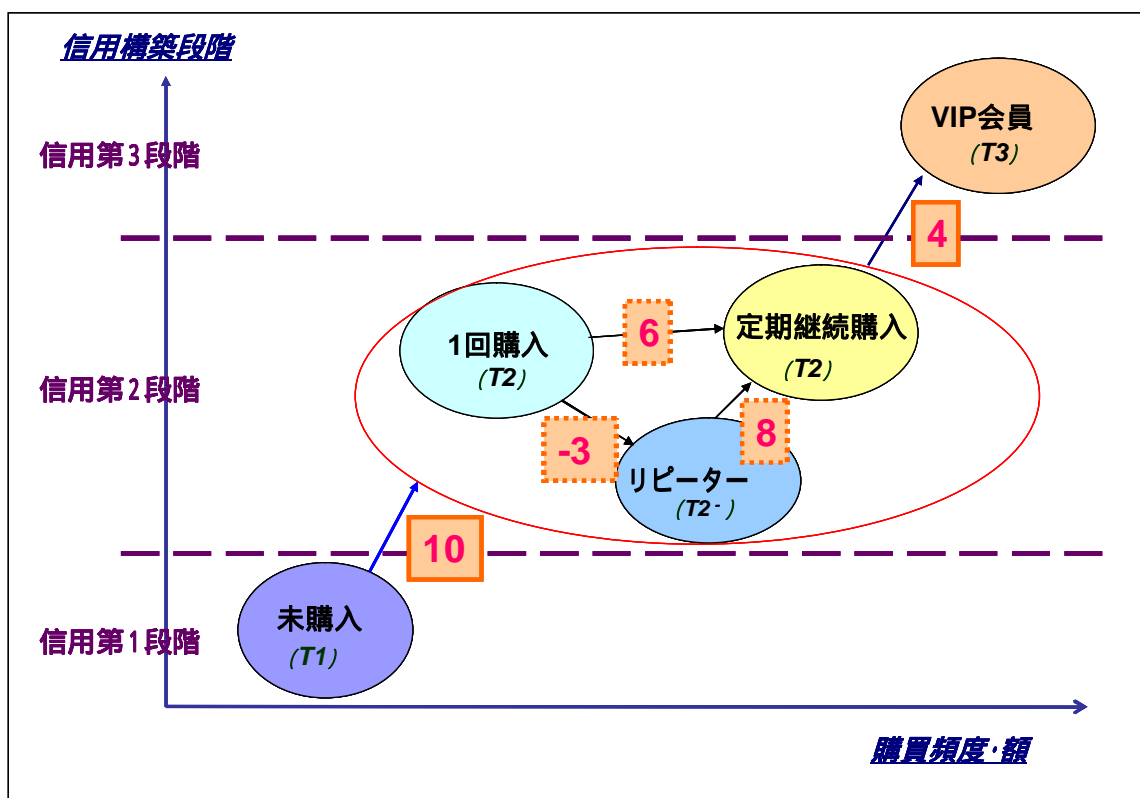 信用構築段階
VIP会員
(T3)
信用第3段階
4
1回購入
(T2)
6
定期継続購入
(T2)
信用第2段階
-3
8
リピーター
(T2-)
10
未購入
(T1)
信用第1段階
購買頻度・額